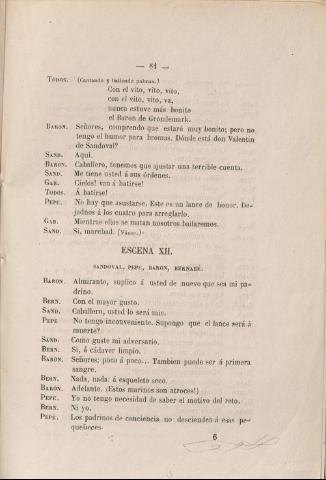 — 81 —
TODOS. (Cantando y batiendo palmas.)
Con el vito, vito, vito,
con el vito, vito, va,
nunca estuvo más bonito
el Baron de Grondemark.
BARON. Señores, comprendo que estaré muy bonito; pero no
tengo el humor para bromas. Dónde está don Valentin
de Sandoval?
SAND. Aquí.
BARON. Caballero, tenemos que ajustar una terrible cuenta.
SAND. Me tiene usted á sus órdenes.
GAB. Cielos! van á batirse!
TODOS. Á batirse!
PEPE. No hay que asustarse. Este es un lance de honor. De-
jadnos á los cuatro para arreglarlo.
GAB. Mientras ellos se matan nosotros bailaremos.
SAND. Sí, marchad. (Vánse.)
ESCENA XII.
SANDOVAL, PEPE, BARON, BERNABÉ.
BARON. Almirante, suplico á usted de nuevo que sea mi pa-
drino.
BERN. Con el mayor gusto.
SAND. Caballero, usted lo será mio.
PEPE No tengo inconveniente. Supongo que el lance será á
muerte?
SAND. Como guste mi adversario.
BERN. Sí, á cadáver limpio.
BARON. Señores; poco á poco... Tambien puede ser á primera
sangre.
BERN. Nada, nada: á esqueleto seco.
BARON. Adelante. (Estos marinos son atroces!)
PEPE. Yo no tengo necesidad de saber el motivo del reto.
BERN. Ni yo.
PEPE. Los padrinos de conciencia no descienden á esas pe-
queñeces.
6